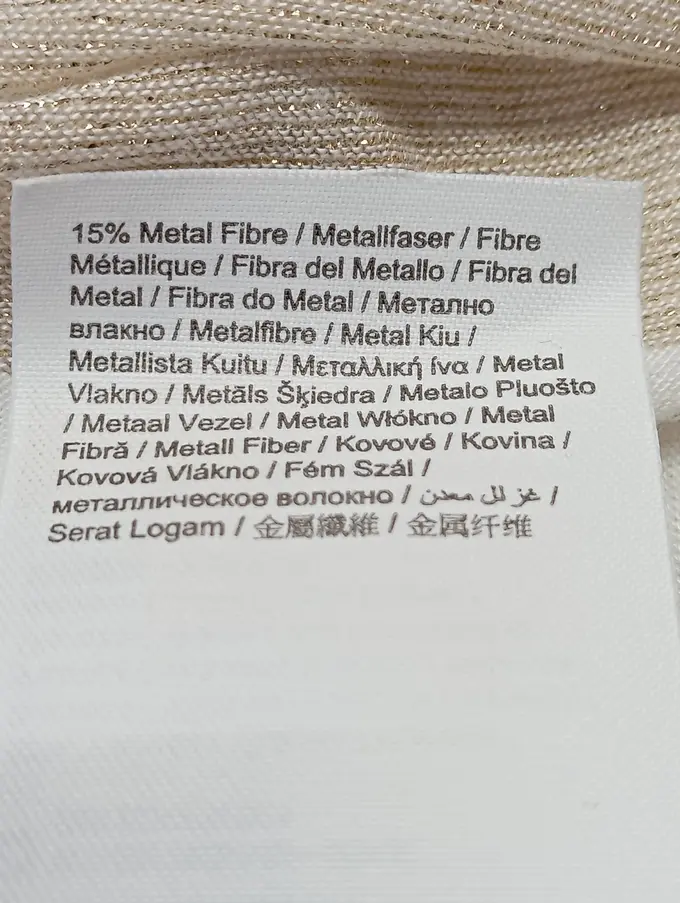 15% Metal Fibre / Metallfaser / Fibre
Métallique / Fibra del Metallo / Fibra del
Metal / Fibra do Metal / Метално
влакно / Metalfibre / Metal Kiu /
Metallista Kuitu / Μεταλλική ίνα / Metal
Vlakno / Metāls Šķiedra / Metalo Pluošto
/ Metaal Vezel / Metal Włókno / Metal
Fibră / Metall Fiber / Kovové / Kovina /
Kovová Vlákno / Fém Szál /
металлическое волокно / غز لل معدن /
Serat Logam / 金屬纖維 / 金属纤维